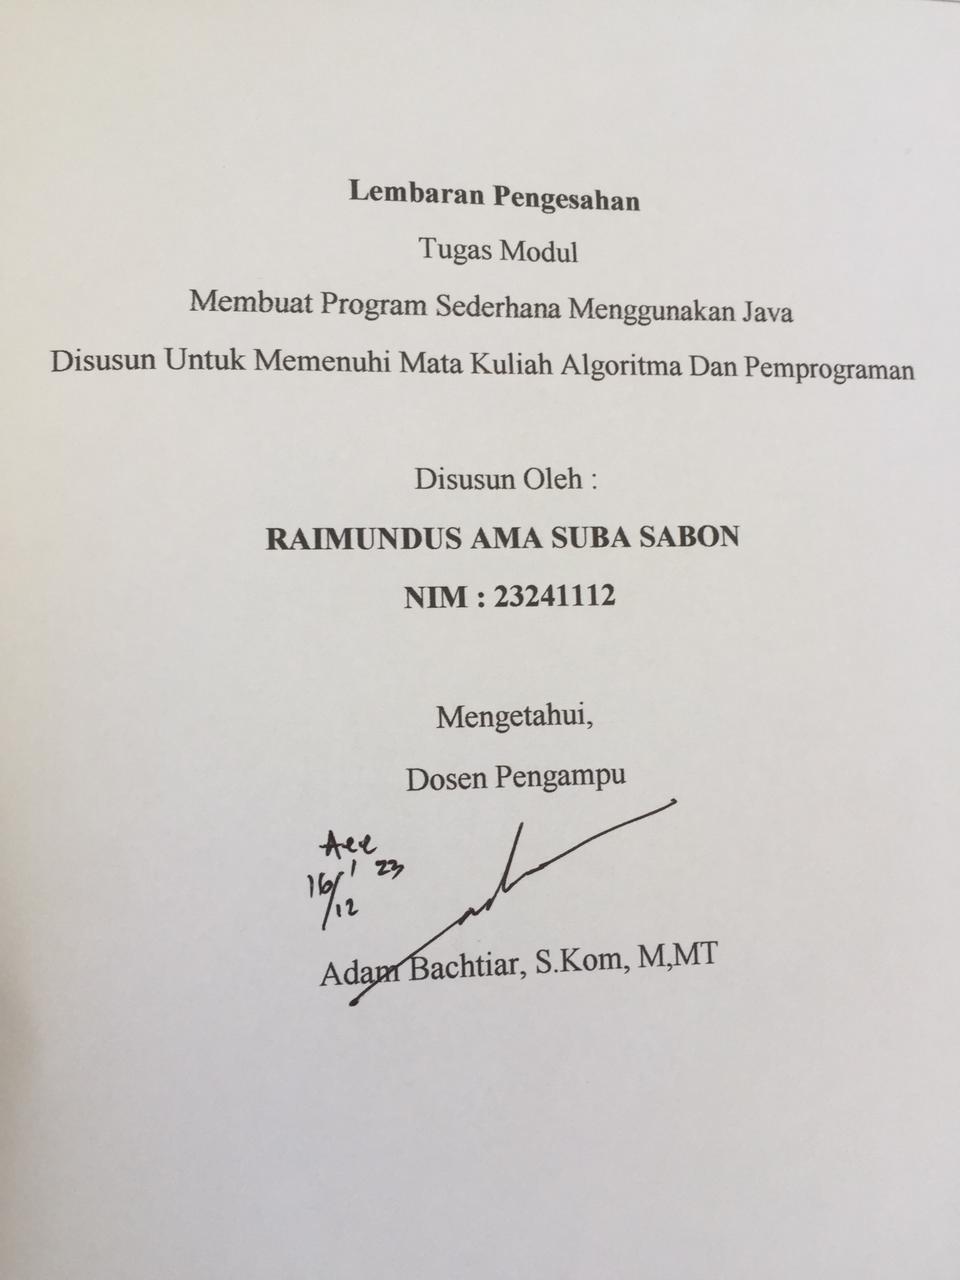 Lembaran Pengesahan
Tugas Modul
Membuat Program Sederhana Menggunakan Java
Disusun Untuk Memenuhi Mata Kuliah Algoritma Dan Pemprograman
Disusun Oleh :
RAIMUNDUS AMA SUBA SABON
NIM : 23241112
Mengetahui,
Dosen Pengampu
Acc
16/12 ' 23
Adam Bachtiar, S.Kom, M,MT